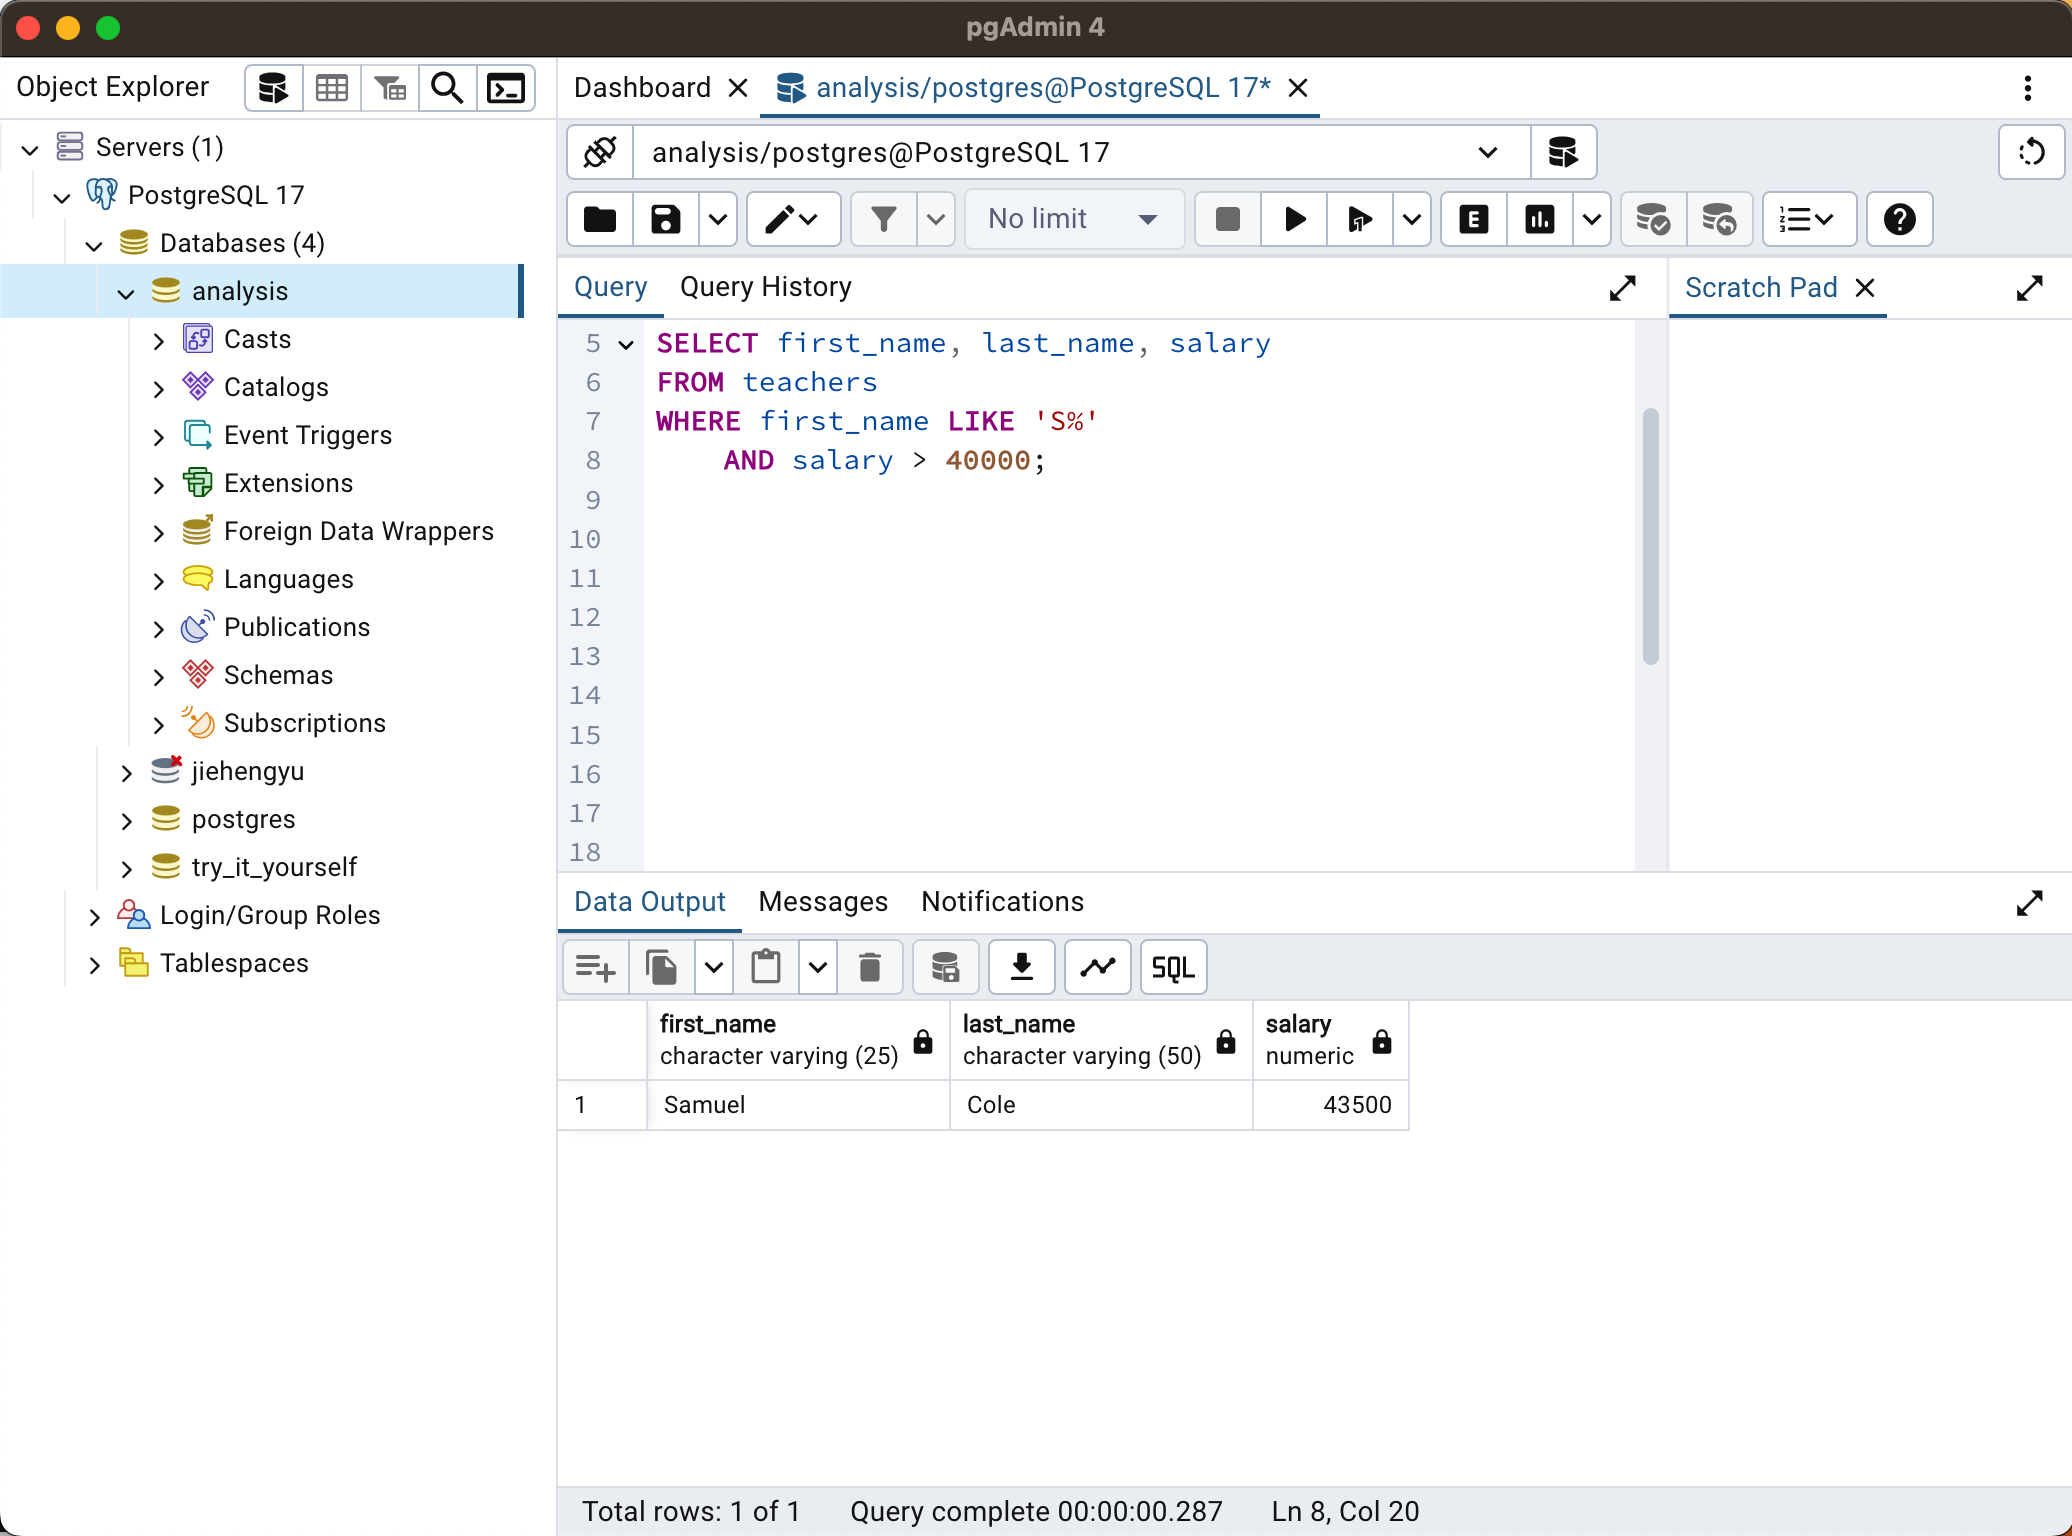 pgAdmin 4
Object Explorer
Servers (1)
PostgreSQL 17
Databases (4)
analysis
Casts
Catalogs
Event Triggers
Extensions
Foreign Data Wrappers
Languages
Publications
Schemas
Subscriptions
jiehengyu
postgres
try_it_yourself
Login/Group Roles
Tablespaces
Dashboard
analysis/postgres@PostgreSQL 17*
analysis/postgres@PostgreSQL 17
No limit
E
Query Query History
Scratch Pad
5 SELECT first_name, last_name, salary
6 FROM teachers
7 WHERE first_name LIKE 'S%'
8 AND salary > 40000;
9
10
11
12
13
14
15
16
17
18
Data Output Messages Notifications
SQL
first_name last_name salary
character varying (25) character varying (50) numeric
1 Samuel Cole 43500
Total rows: 1 of 1 Query complete 00:00:00.287 Ln 8, Col 20